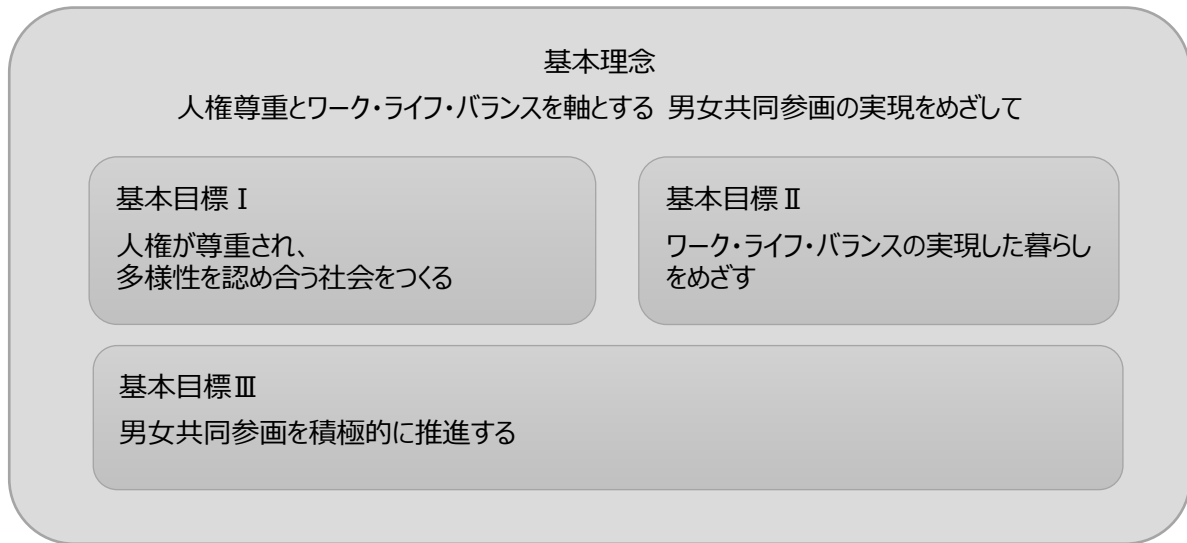 基本理念
人権尊重とワーク・ライフ・バランスを軸とする 男女共同参画の実現をめざして
基本目標Ⅰ
人権が尊重され、
多様性を認め合う社会をつくる
基本目標Ⅱ
ワーク・ライフ・バランスの実現した暮らし
をめざす
基本目標Ⅲ
男女共同参画を積極的に推進する